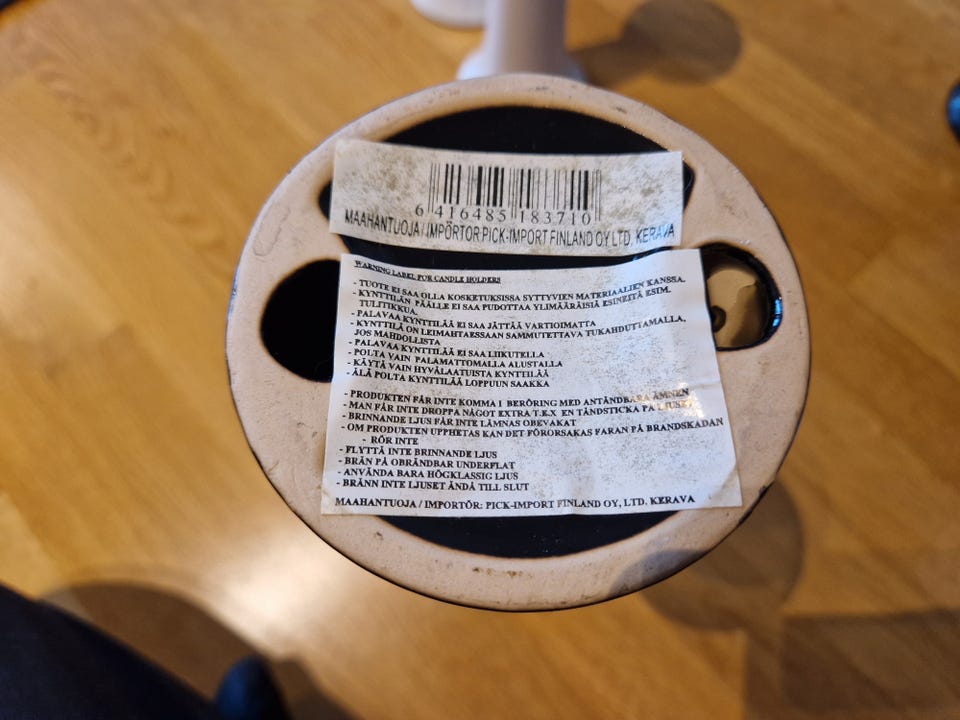 6 416485 183710
MAAHANTUOJA / IMPÖRTOR PICK-IMPORT FINLAND OY LTD. KERAVA
WARNING LABEL FOR CANDLE HOLDERS
- TUOTE EI SAA OLLA KOSKETUKSISSA SYTTYVIEN MATERIAALIEN KANSSA.
- KYNTTILÄN PÄÄLLE EI SAA PUDOTTAA YLIMÄÄRÄISIÄ ESINEITÄ ESIM.
TULITIKKUA.
- PALAVAA KYNTTILÄÄ EI SAA JÄTTÄÄ VARTIOIMATTA
- KYNTTILÄ ON LEIMAHTAESSAAN SAMMUTETTAVA TUKAHDUTTAMALLA,
JOS MAHDOLLISTA
- PALAVAA KYNTTILÄÄ EI SAA LIIKUTELLA
- POLTA VAIN PALAMATTOMALLA ALUSTALLA
- KÄYTÄ VAIN HYVÄLAATUISTA KYNTTILÄÄ
- ÄLÄ POLTA KYNTTILÄÄ LOPPUUN SAAKKA
- PRODUKTEN FÅR INTE KOMMA I BERÖRING MED ANTÄNDBARA ÄMNEN
- MAN FÅR INTE DROPPA NÅGOT EXTRA T.E.X EN TÄNDSTICKA PÅ LJUSET
- BRINNANDE LJUS FÅR INTE LÄMNAS OBEVAKAT
- OM PRODUKTEN UPPHETAS KAN DET FÖRORSAKAS FARAN PÅ BRANDSKADAN
- RÖR INTE
- FLYTTÅ INTE BRINNANDE LJUS
- BRÄN PÅ OBRÄNDBAR UNDERFLAT
- ANVÄNDA BARA HÖGKLASSIG LJUS
- BRÄNN INTE LJUSET ÄNDÅ TILL SLUT
MAAHANTUOJA / IMPORTÖR: PICK-IMPORT FINLAND OY, LTD. KERAVA